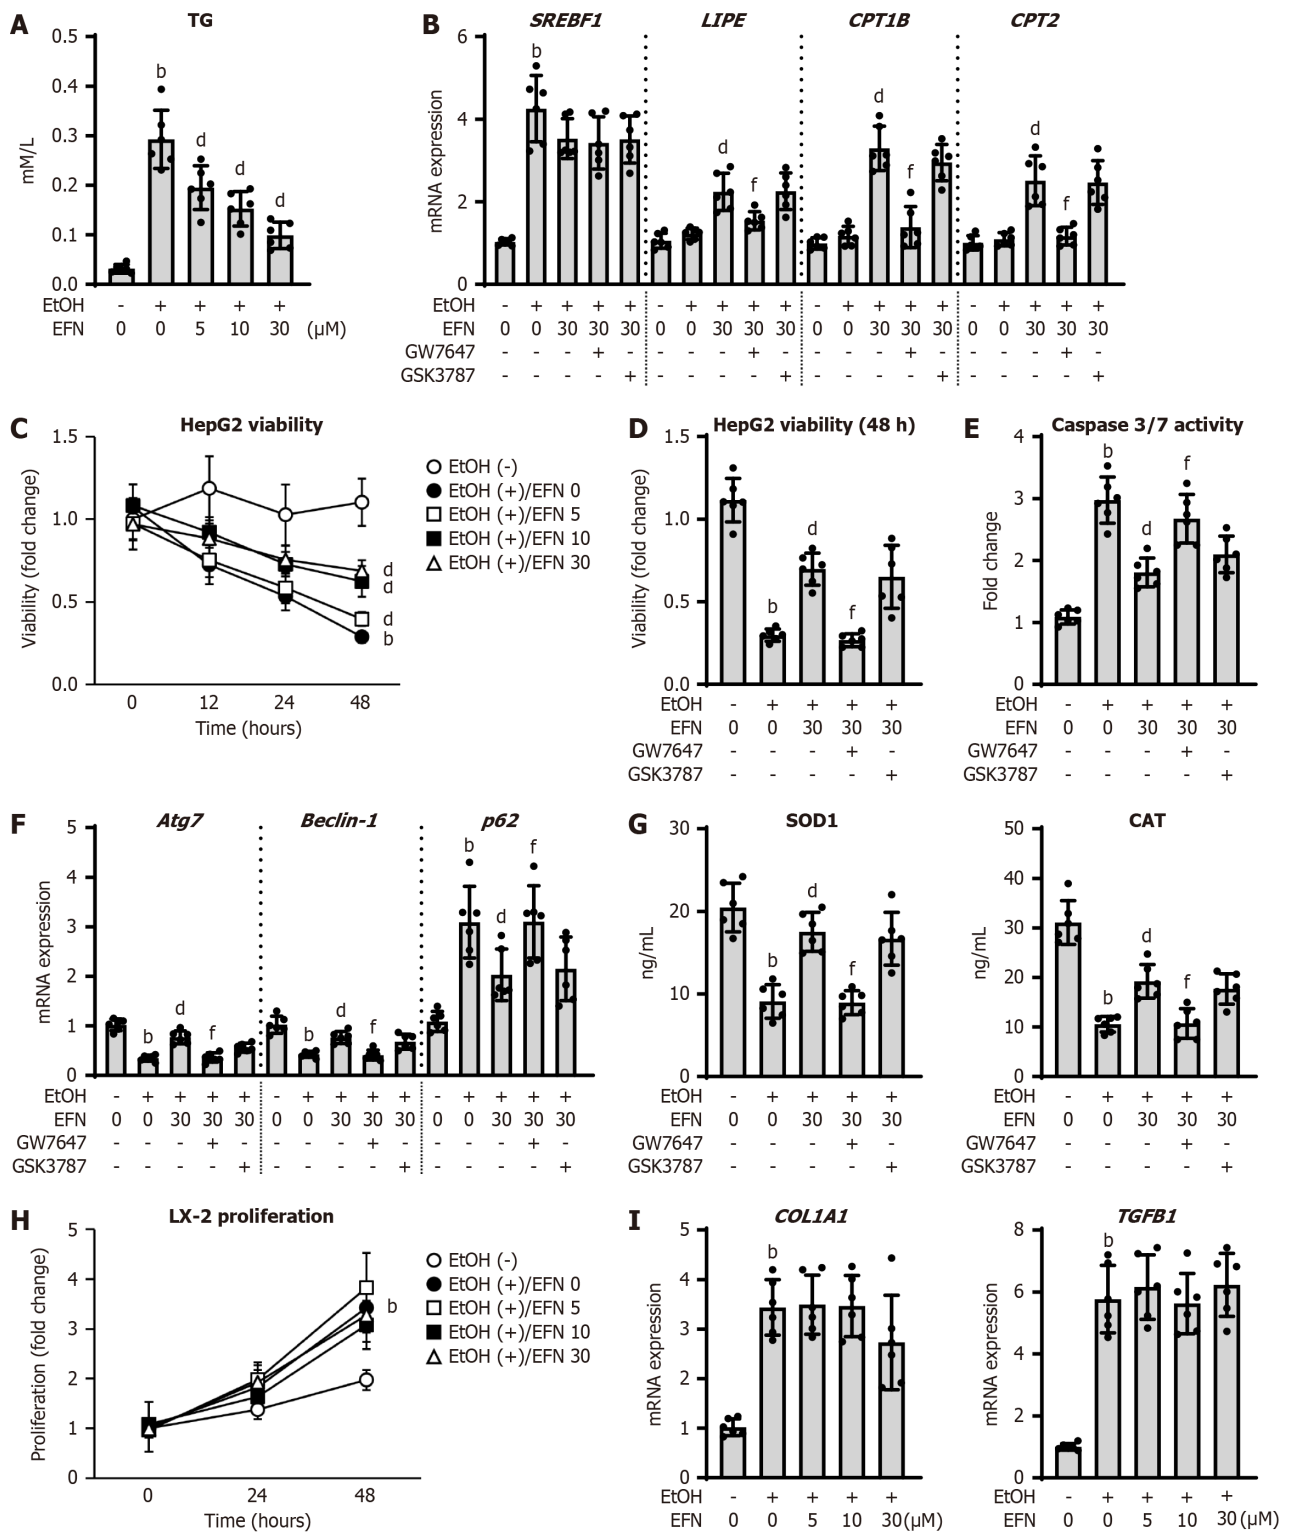 A TG
0.5
0.4
0.3
0.2
0.1
0.0
mM/L
b d d d
EtOH - + + + +
EFN 0 0 5 10 30 (μM)
B SREBF1 LIPE CPT1B CPT2
6
4
2
0
mRNA expression
b d f d f d f
EtOH - + + + + - + + + + - + + + + - + + + +
EFN 0 0 30 30 30 0 0 30 30 30 0 0 30 30 30 0 0 30 30 30
GW7647 - - - + - - - - + - - - - + - - - - + -
GSK3787 - - - - + - - - - + - - - - + - - - - +
C HepG2 viability
1.5
1.0
0.5
0.0
Viability (fold change)
d
d
d
b
0 12 24 48
Time (hours)
EtOH (-)
EtOH (+)/EFN 0
EtOH (+)/EFN 5
EtOH (+)/EFN 10
EtOH (+)/EFN 30
D HepG2 viability (48 h)
1.5
1.0
0.5
0.0
Viability (fold change)
b d f
EtOH - + + + +
EFN 0 0 30 30 30
GW7647 - - - + -
GSK3787 - - - - +
E Caspase 3/7 activity
4
3
2
1
0
Fold change
b d f
EtOH - + + + +
EFN 0 0 30 30 30
GW7647 - - - + -
GSK3787 - - - - +
F Atg7 Beclin-1 p62
5
4
3
2
1
0
mRNA expression
b d f b d f b d f
EtOH - + + + + - + + + + - + + + +
EFN 0 0 30 30 30 0 0 30 30 30 0 0 30 30 30
GW7647 - - - + - - - - + - - - - + -
GSK3787 - - - - + - - - - + - - - - +
G SOD1
30
20
10
0
ng/mL
b d f
EtOH - + + + +
EFN 0 0 30 30 30
GW7647 - - - + -
GSK3787 - - - - +
CAT
50
40
30
20
10
0
ng/mL
b d f
EtOH - + + + +
EFN 0 0 30 30 30
GW7647 - - - + -
GSK3787 - - - - +
H LX-2 proliferation
5
4
3
2
1
0
Proliferation (fold change)
b
0 24 48
Time (hours)
EtOH (-)
EtOH (+)/EFN 0
EtOH (+)/EFN 5
EtOH (+)/EFN 10
EtOH (+)/EFN 30
I COL1A1
5
4
3
2
1
0
mRNA expression
b
EtOH - + + + +
EFN 0 0 5 10 30 (μM)
TGFB1
8
6
4
2
0
mRNA expression
b
EtOH - + + + +
EFN 0 0 5 10 30 (μM)